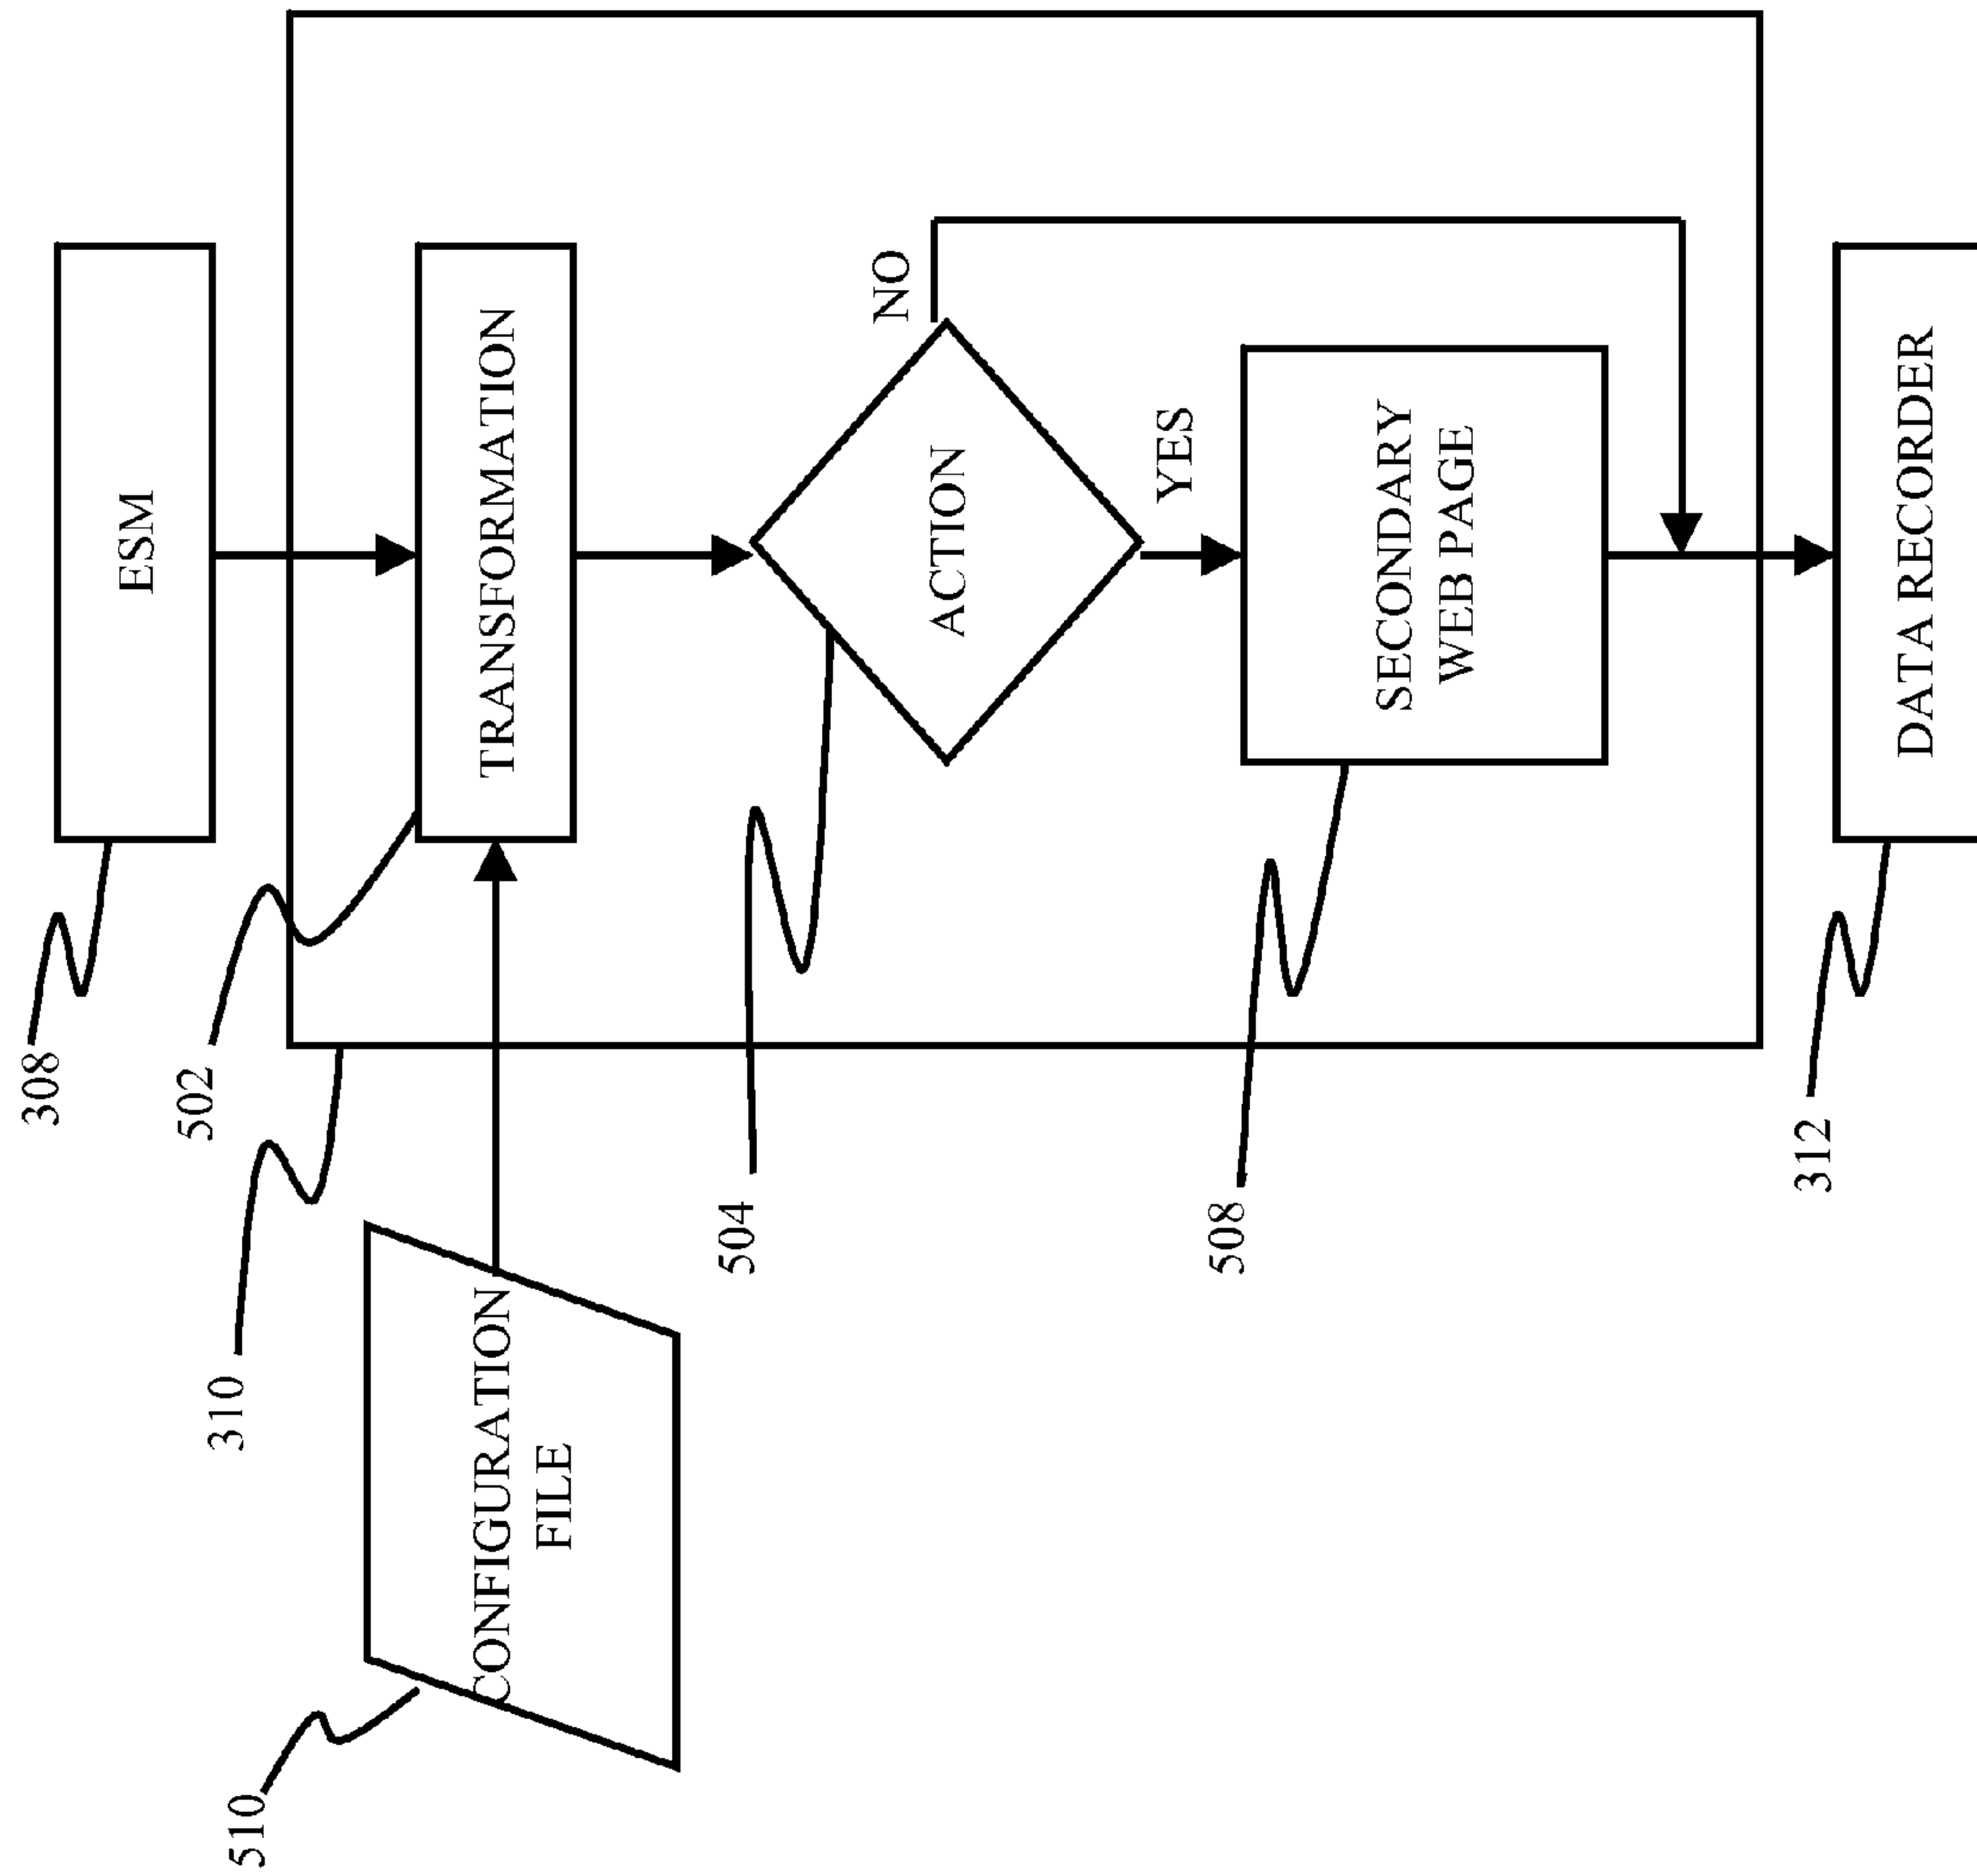 308
ESM
502
310
TRANSFORMATION
510
CONFIGURATION
FILE
504
ACTION
NO
YES
508
SECONDARY
WEB PAGE
312
DATA RECORDER